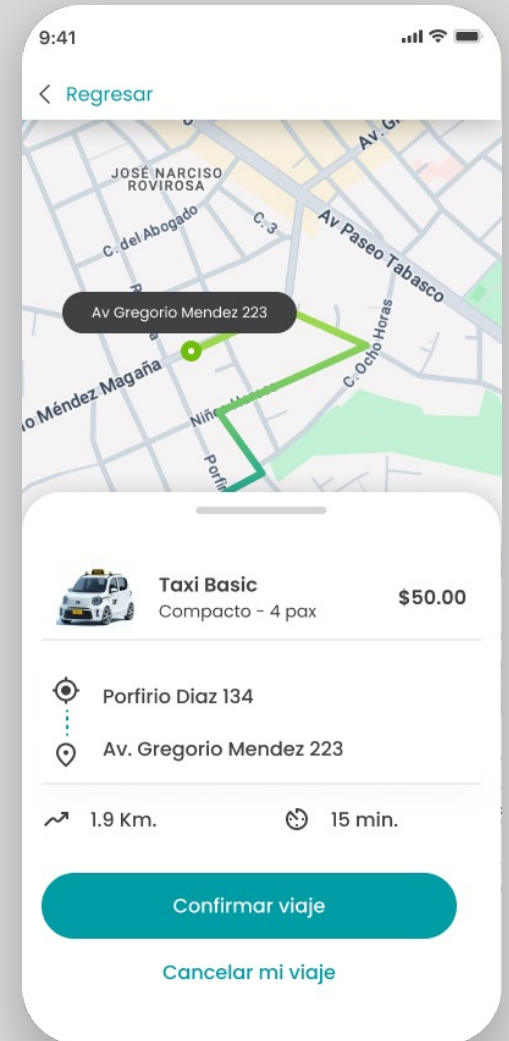 9:41
Regresar
Av. G
JOSÉ NARCISO
ROVIROSA
C. del Abogado
C. 3
Av Paseo Tabasco
Av Gregorio Mendez 223
C. Ocho Horas
Méndez Magaña
Taxi Basic
Compacto - 4 pax
$50.00
Porfirio Diaz 134
Av. Gregorio Mendez 223
1.9 Km.
15 min.
Confirmar viaje
Cancelar mi viaje